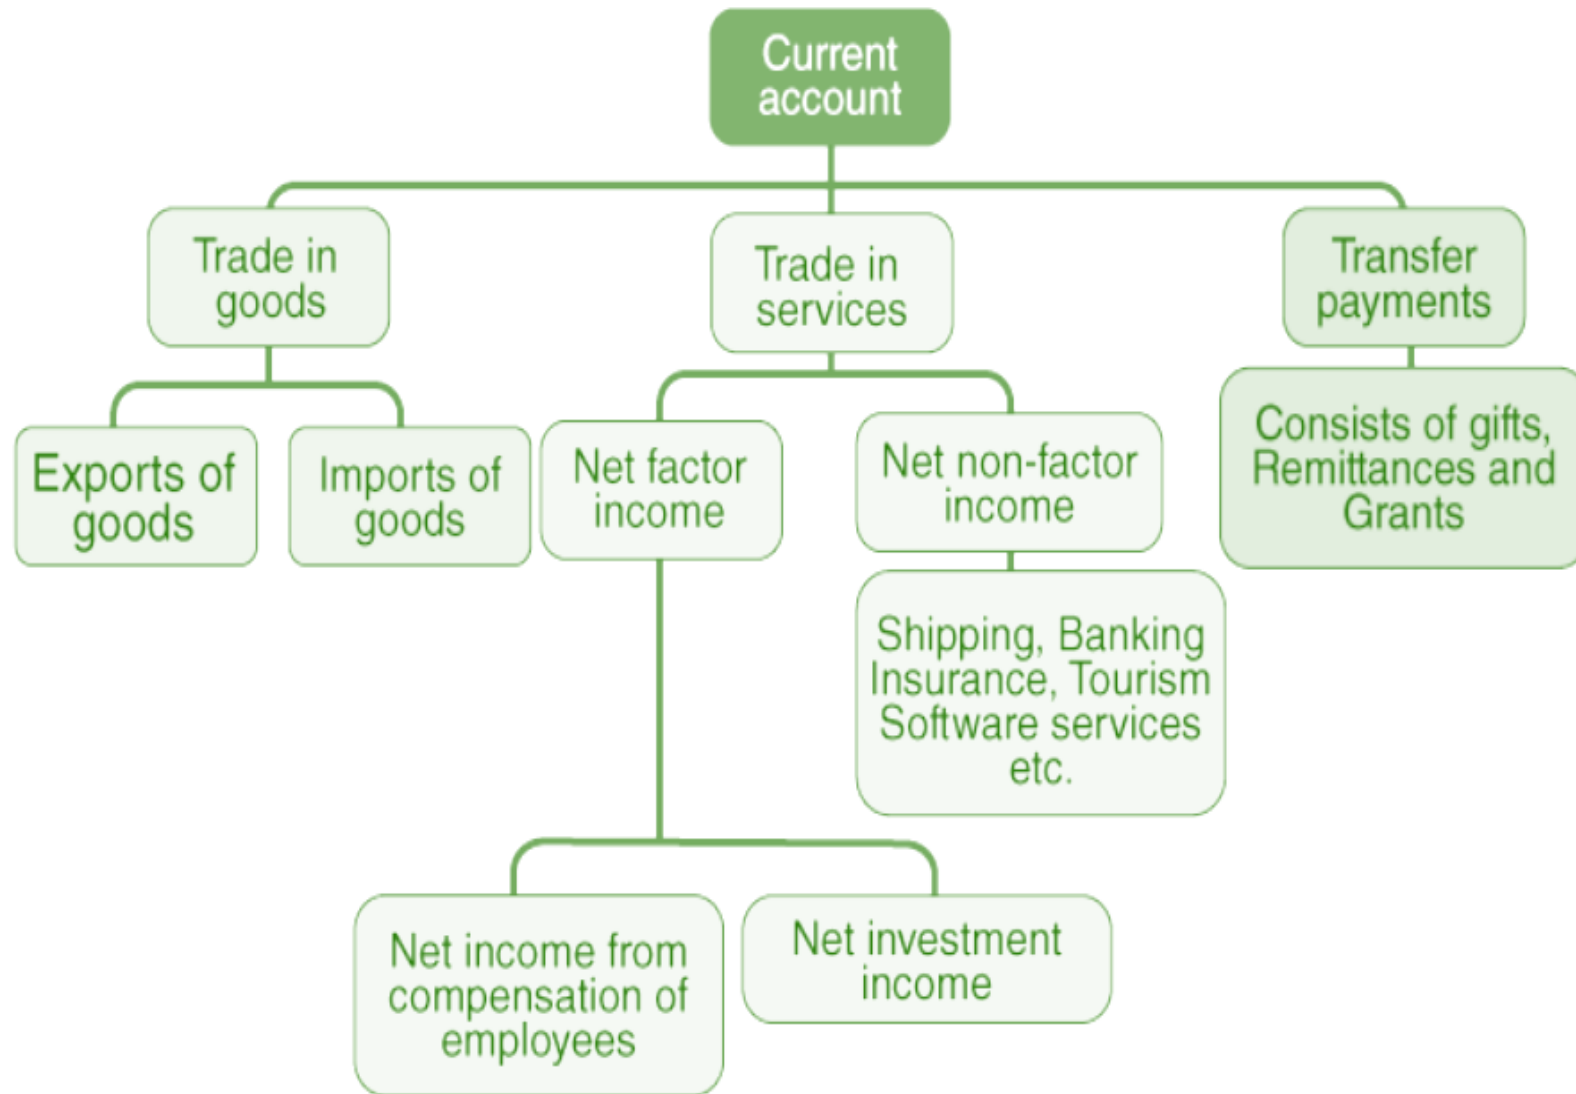 Current
account
Trade in
goods
Trade in
services
Transfer
payments
Exports of
goods
Imports of
goods
Net factor
income
Net non-factor
income
Consists of gifts,
Remittances and
Grants
Shipping, Banking
Insurance, Tourism
Software services
etc.
Net income from
compensation of
employees
Net investment
income